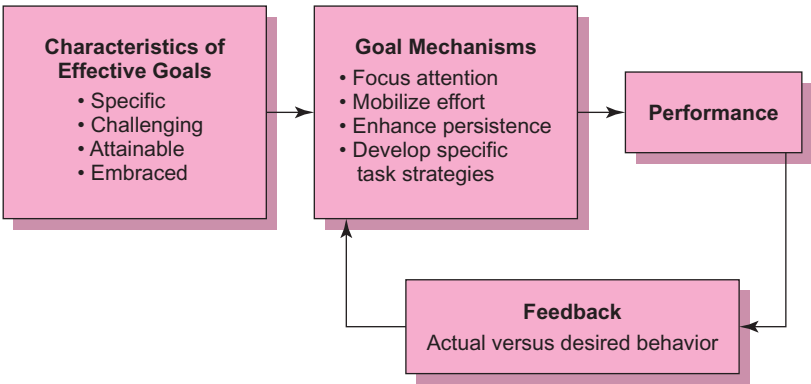 Characteristics of
Effective Goals
• Specific
• Challenging
• Attainable
• Embraced
Goal Mechanisms
• Focus attention
• Mobilize effort
• Enhance persistence
• Develop specific
task strategies
Performance
Feedback
Actual versus desired behavior